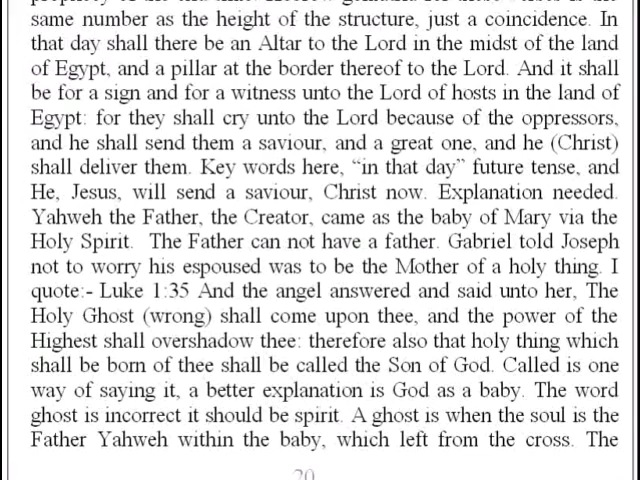 same number as the height of the structure, just a coincidence. In
that day shall there be an Altar to the Lord in the midst of the land
of Egypt, and a pillar at the border thereof to the Lord. And it shall
be for a sign and for a witness unto the Lord of hosts in the land of
Egypt: for they shall cry unto the Lord because of the oppressors,
and he shall send them a saviour, and a great one, and he (Christ)
shall deliver them. Key words here, “in that day” future tense, and
He, Jesus, will send a saviour, Christ now. Explanation needed.
Yahweh the Father, the Creator, came as the baby of Mary via the
Holy Spirit. The Father can not have a father. Gabriel told Joseph
not to worry his espoused was to be the Mother of a holy thing. I
quote:- Luke 1:35 And the angel answered and said unto her, The
Holy Ghost (wrong) shall come upon thee, and the power of the
Highest shall overshadow thee: therefore also that holy thing which
shall be born of thee shall be called the Son of God. Called is one
way of saying it, a better explanation is God as a baby. The word
ghost is incorrect it should be spirit. A ghost is when the soul is the
Father Yahweh within the baby, which left from the cross. The
20